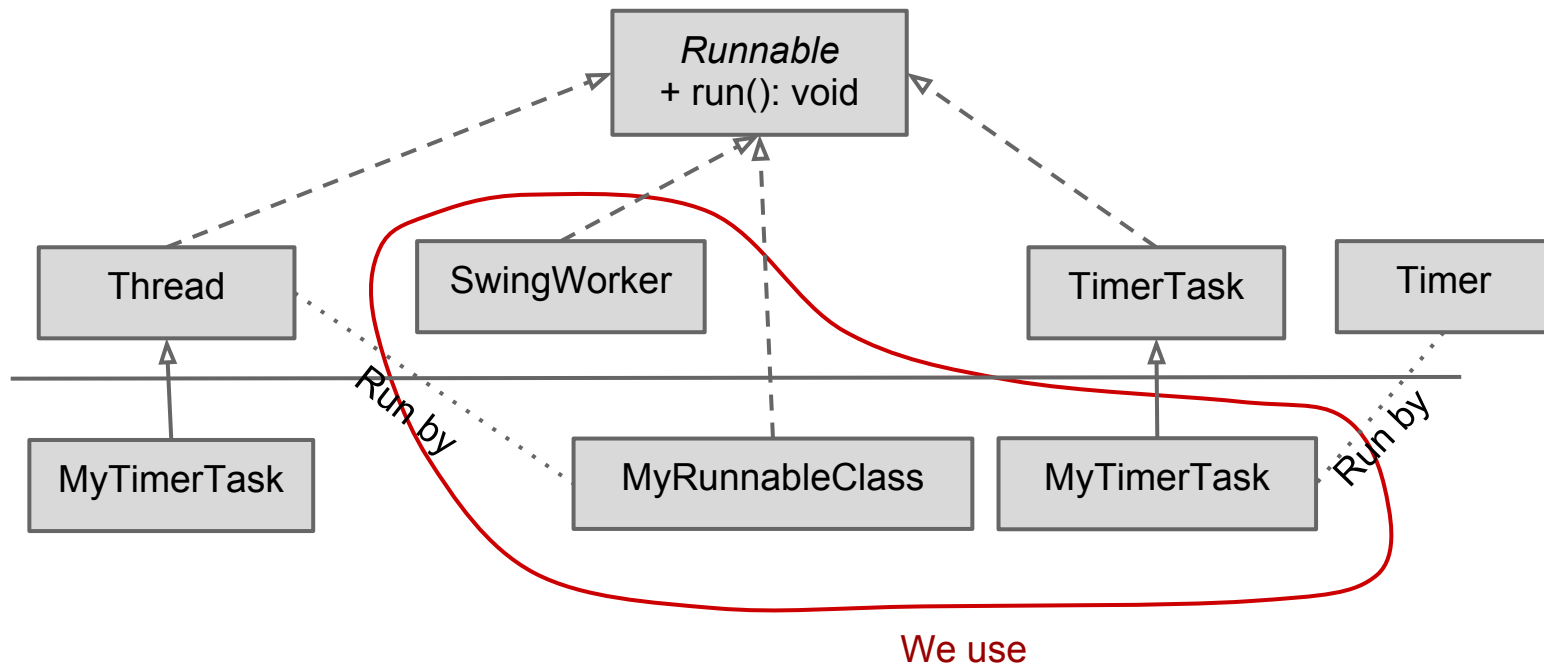 Runnable
+ run(): void
Thread
SwingWorker
TimerTask
Timer
Run by
Run by
MyTimerTask
MyRunnableClass
MyTimerTask
We use